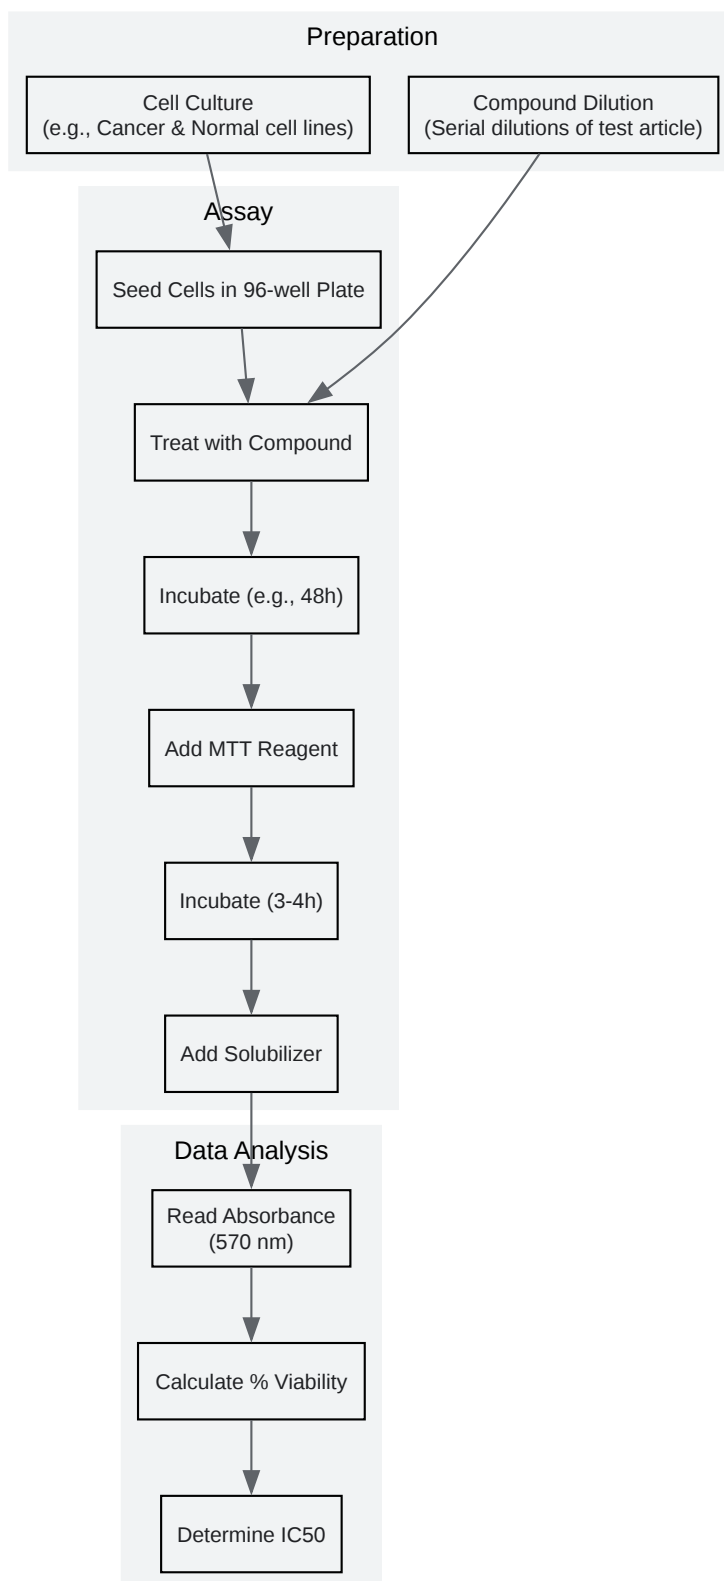 Preparation
Cell Culture
(e.g., Cancer & Normal cell lines)
Compound Dilution
(Serial dilutions of test article)
Assay
Seed Cells in 96-well Plate
Treat with Compound
Incubate (e.g., 48h)
Add MTT Reagent
Incubate (3-4h)
Add Solubilizer
Data Analysis
Read Absorbance
(570 nm)
Calculate % Viability
Determine IC50